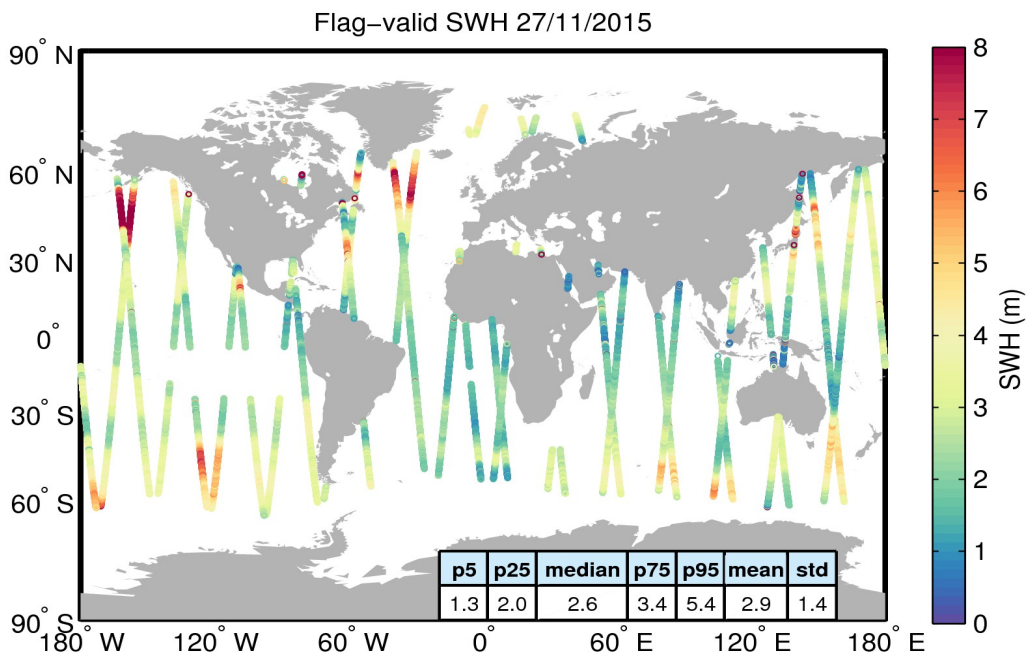 Flag−valid SWH 27/11/2015
90° N
60° N
30° N
0°
30° S
60° S
90° S
180° W
120° W
60° W
0°
60° E
120° E
180° E
p5 p25 median p75 p95 mean std
1.3 2.0 2.6 3.4 5.4 2.9 1.4
8
7
6
5
4
3
2
1
0
SWH (m)